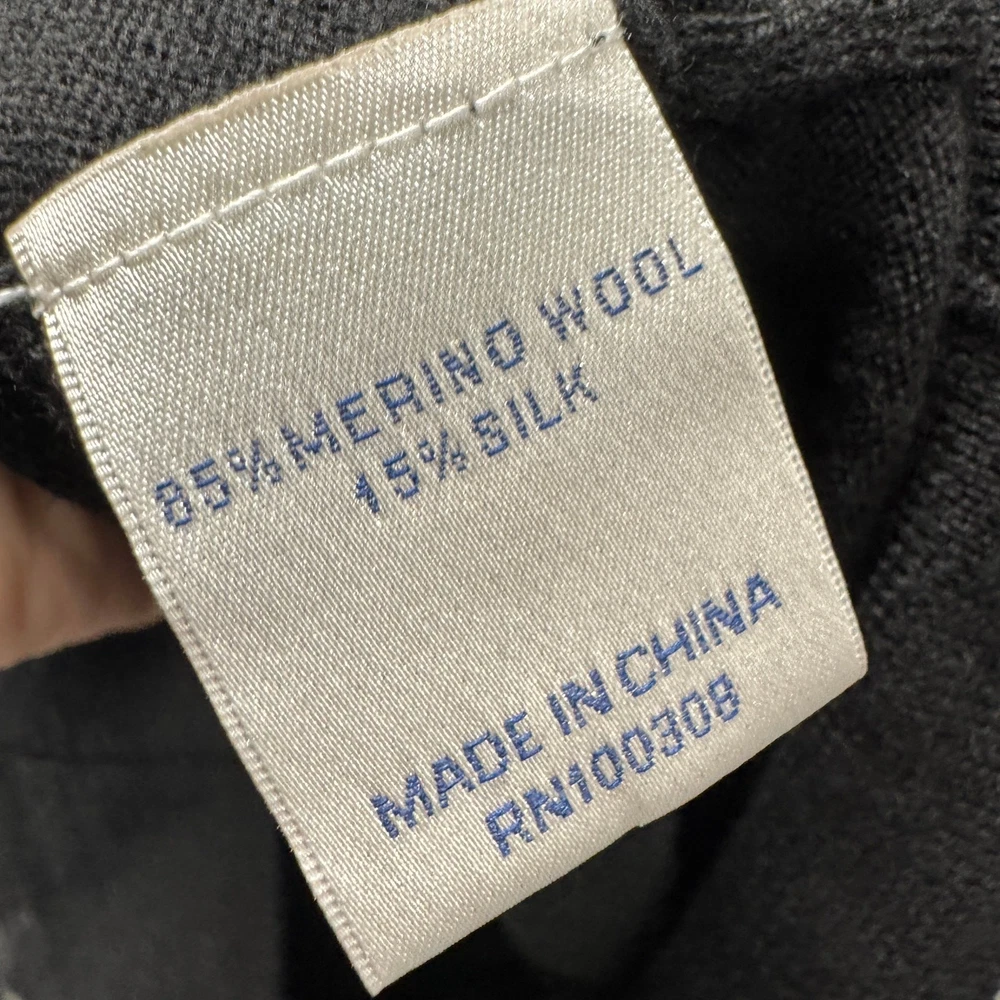 85% MERINO WOOL
15% SILK
MADE IN CHINA
RN100308